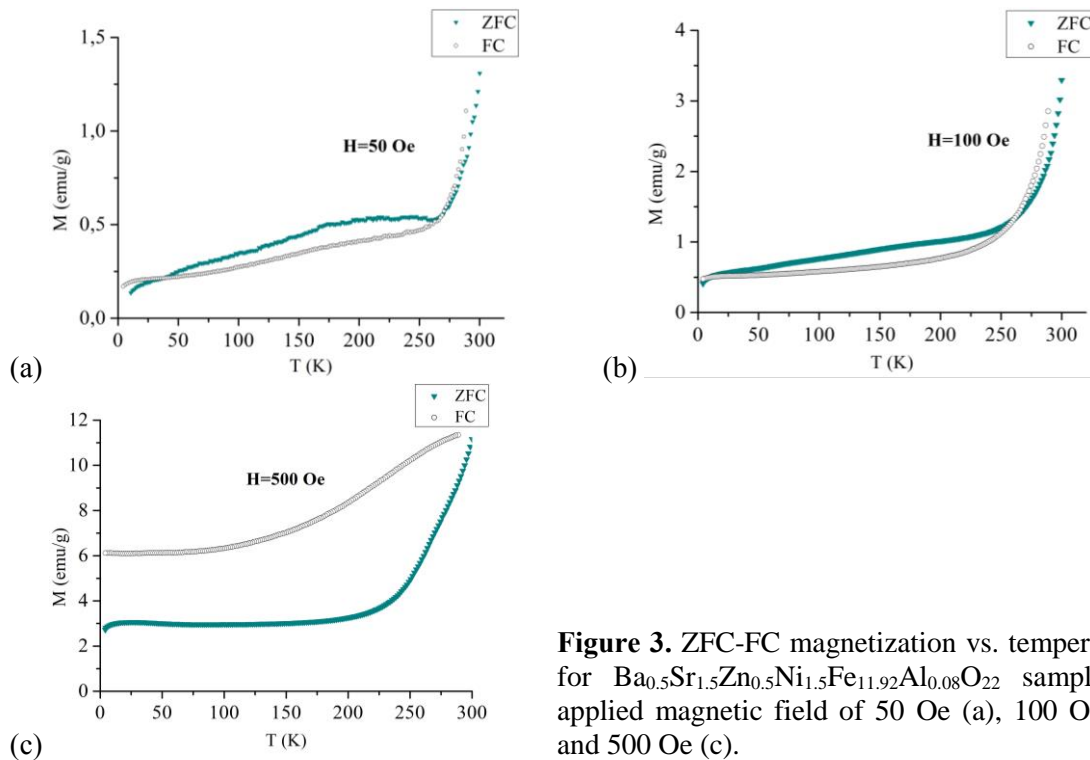 ZFC
FC
1,5
H=50 Oe
1,0
M (emu/g)
0,5
0,0
0 50 100 150 200 250 300
T (K)
(a)
ZFC
FC
4
3
H=100 Oe
M (emu/g)
2
1
0
0 50 100 150 200 250 300
T (K)
(b)
ZFC
FC
12
10
H=500 Oe
8
M (emu/g)
6
4
2
0
0 50 100 150 200 250 300
T (K)
(c)
Figure 3. ZFC-FC magnetization vs. temper
for Ba0.5Sr1.5Zn0.5Ni1.5Fe11.92Al0.08O22 sampl
applied magnetic field of 50 Oe (a), 100 O
and 500 Oe (c).